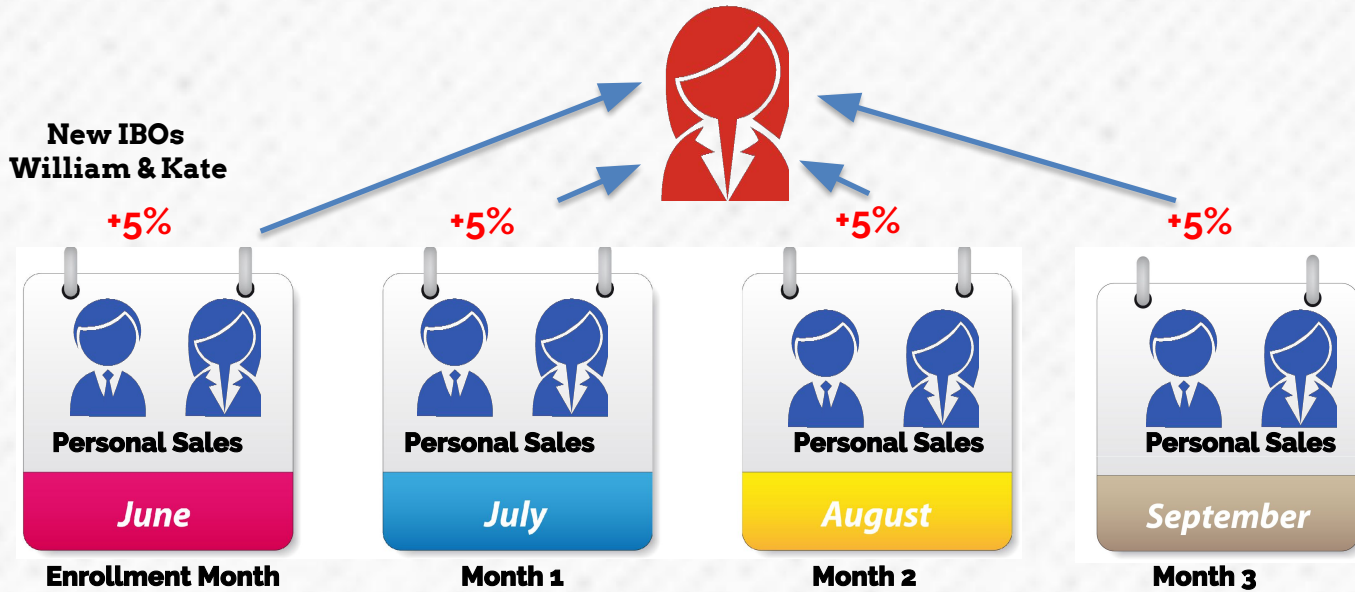 New IBOs
William & Kate
+5%
+5%
+5%
+5%
Personal Sales
Personal Sales
Personal Sales
Personal Sales
June
July
August
September
Enrollment Month
Month 1
Month 2
Month 3